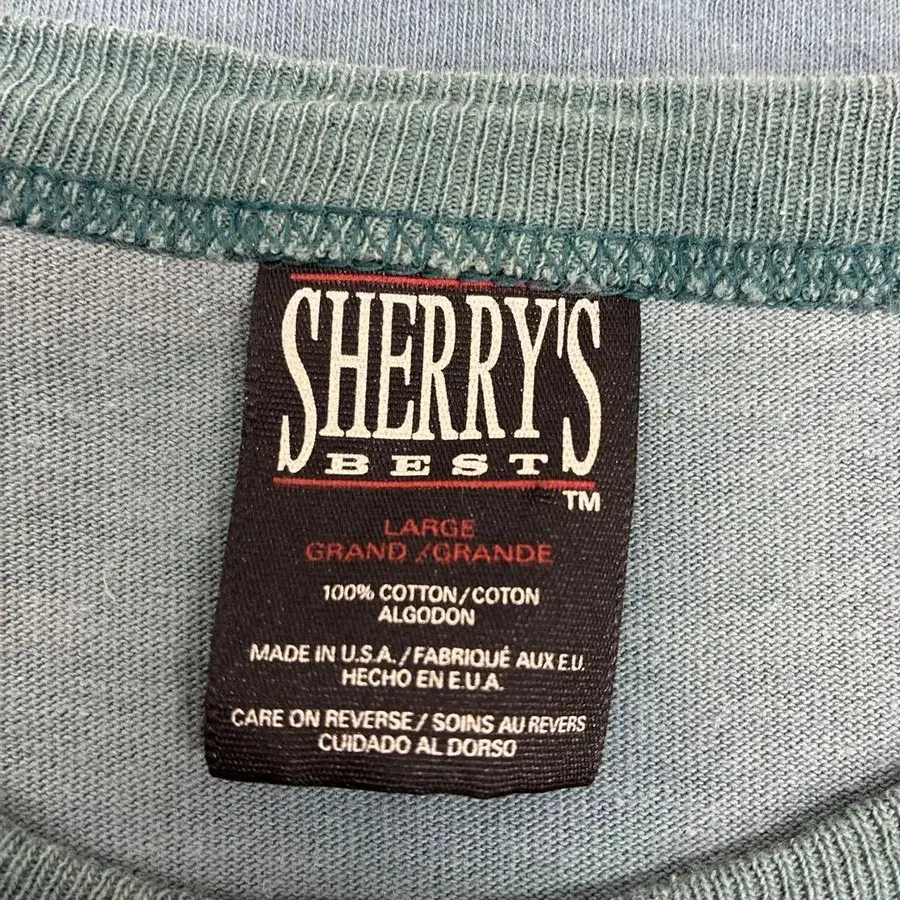 SHERRY'S
BEST
TM
LARGE
GRAND /GRANDE
100% COTTON/COTON
ALGODON
MADE IN U.S.A. / FABRIQUÉ AUX E.U.
HECHO EN E.U.A.
CARE ON REVERSE / SOINS AU REVERS
CUIDADO AL DORSO